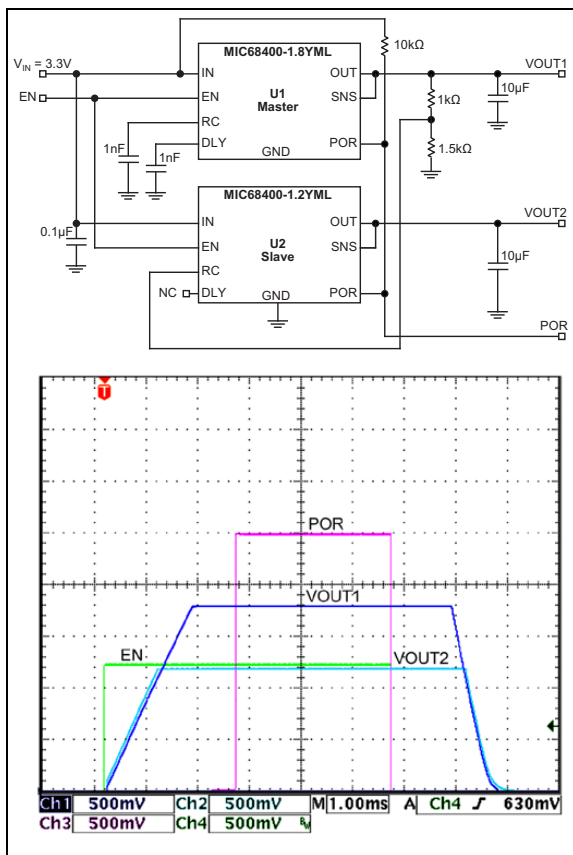 MIC68400-1.8YML
10kΩ
VIN = 3.3V
IN
OUT
VOUT1
EN
EN
U1
Master
SNS
1kΩ
10µF
RC
1nF
1nF
DLY
POR
GND
1.5kΩ
MIC68400-1.2YML
IN
OUT
VOUT2
0.1µF
EN
U2
Slave
SNS
RC
10µF
NC
DLY
GND
POR
POR
T
POR
VOUT1
EN
VOUT2
Ch1 500mV Ch2 500mV M 1.00ms A Ch4 630mV
Ch3 500mV Ch4 500mV BW